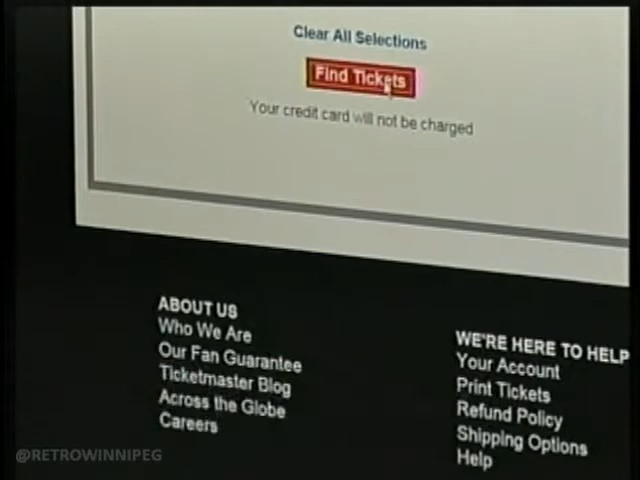 Clear All Selections
Find Tickets
Your credit card will not be charged
ABOUT US
Who We Are
Our Fan Guarantee
Ticketmaster Blog
Across the Globe
Careers
WE'RE HERE TO HELP
Your Account
Print Tickets
Refund Policy
Shipping Options
Help
@RETROWINNIPEG